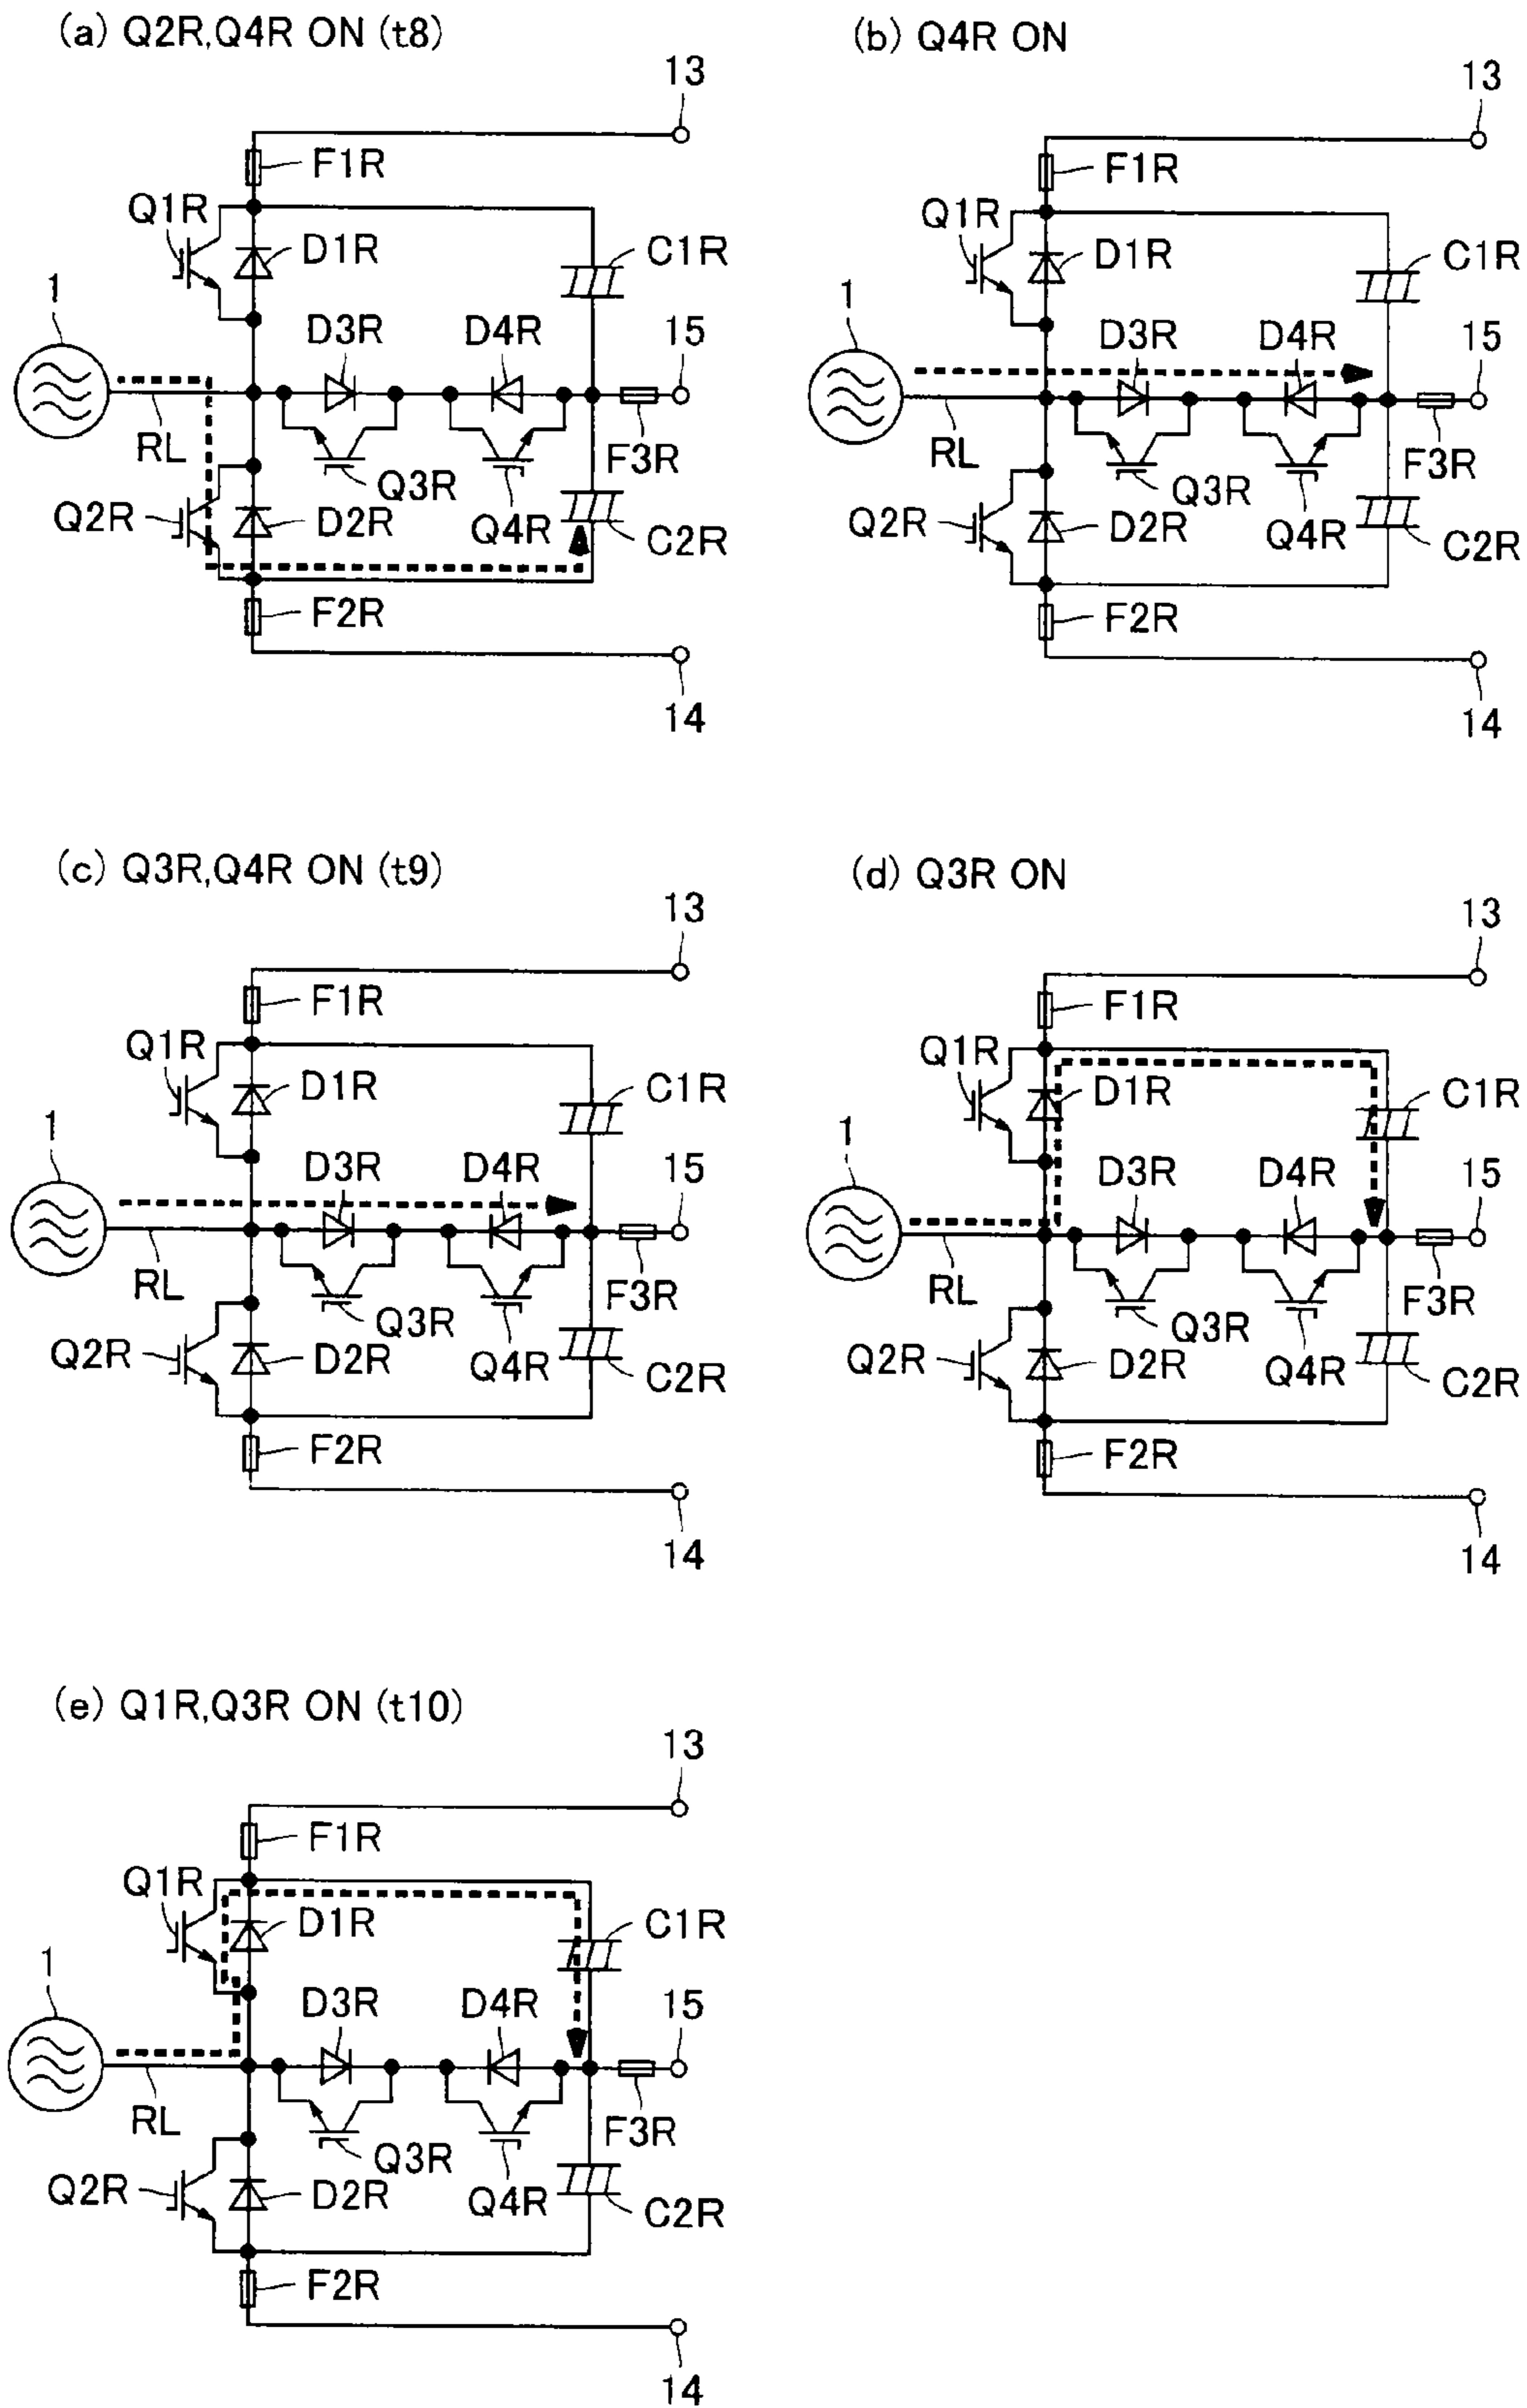 (a) Q2R,Q4R ON (t8)
13
F1R
Q1R
D1R
C1R
1
D3R
D4R
15
RL
Q3R
F3R
Q2R
D2R
Q4R
C2R
F2R
14
(b) Q4R ON
13
F1R
Q1R
D1R
C1R
1
D3R
D4R
15
RL
Q3R
F3R
Q2R
D2R
Q4R
C2R
F2R
14
(c) Q3R,Q4R ON (t9)
13
F1R
Q1R
D1R
C1R
1
D3R
D4R
15
RL
Q3R
F3R
Q2R
D2R
Q4R
C2R
F2R
14
(d) Q3R ON
13
F1R
Q1R
D1R
C1R
1
D3R
D4R
15
RL
Q3R
F3R
Q2R
D2R
Q4R
C2R
F2R
14
(e) Q1R,Q3R ON (t10)
13
F1R
Q1R
D1R
C1R
1
D3R
D4R
15
RL
Q3R
F3R
Q2R
D2R
Q4R
C2R
F2R
14